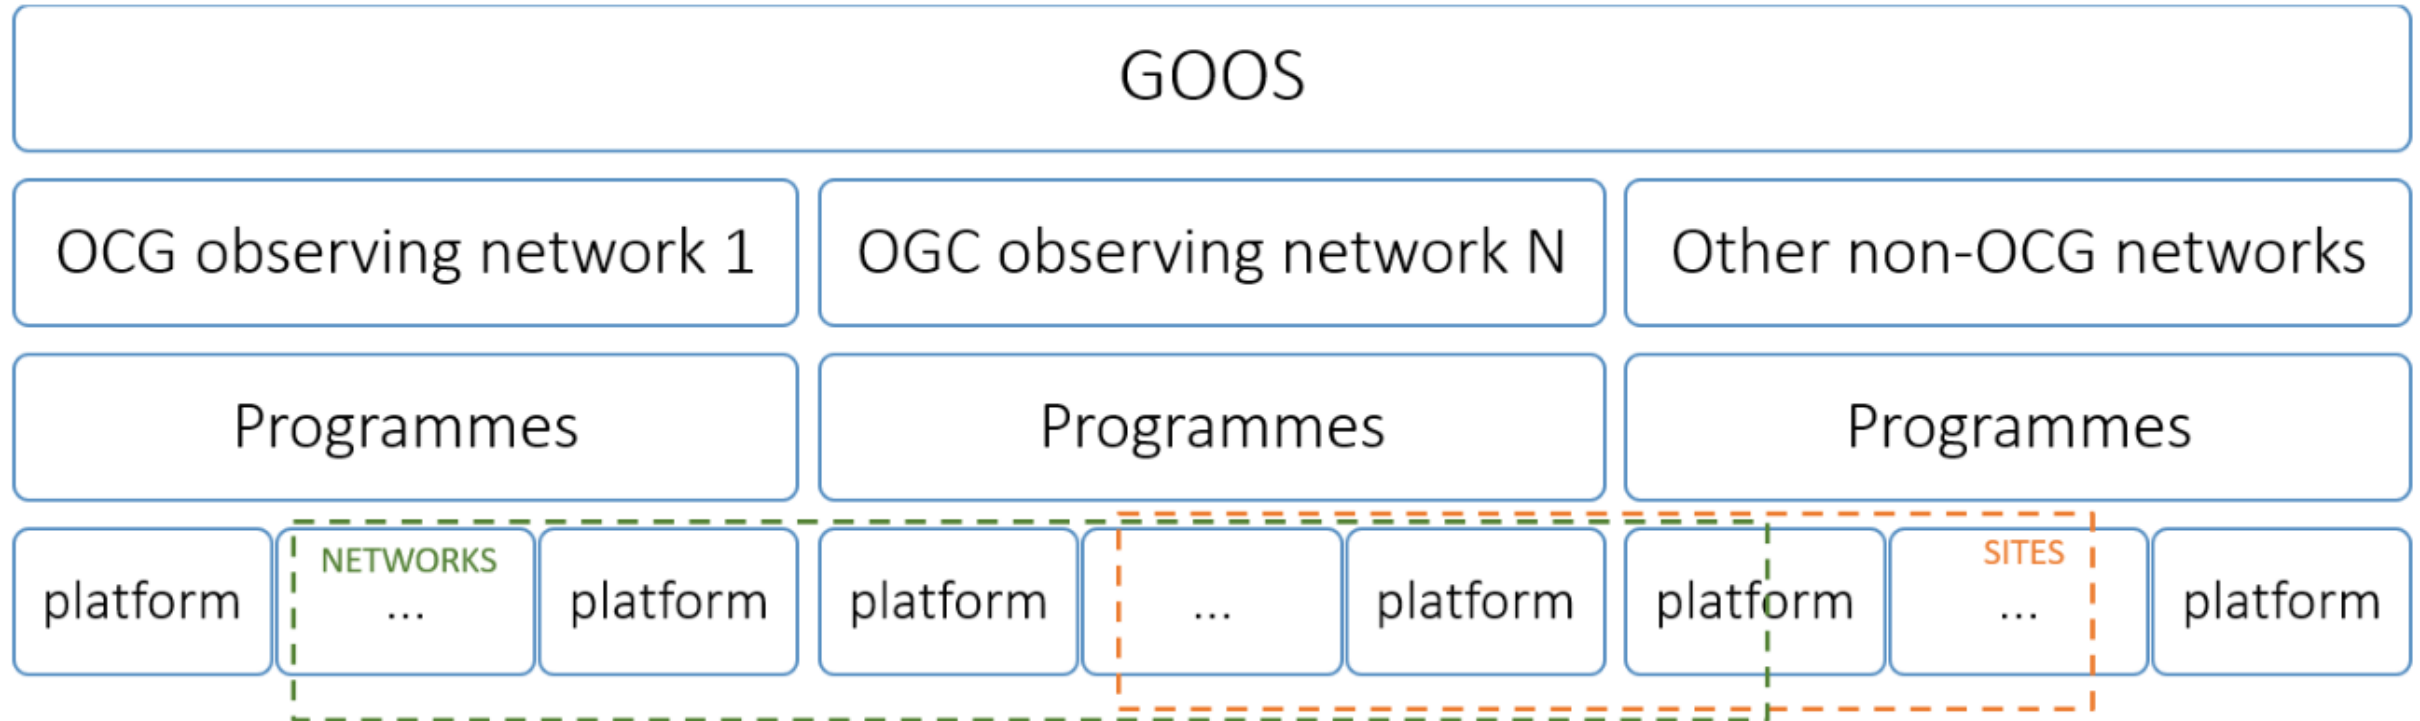 GOOS
OCG observing network 1
OGC observing network N
Other non-OCG networks
Programmes
Programmes
Programmes
NETWORKS
SITES
platform
...
platform
platform
...
platform
platform
...
platform